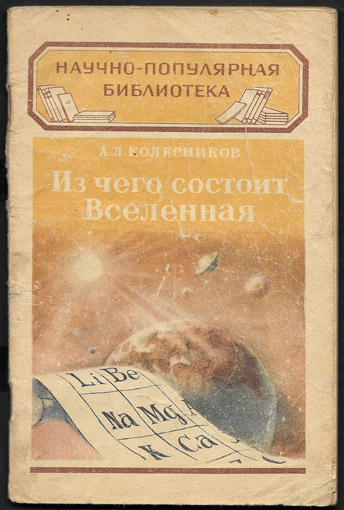 НАУЧНО-ПОПУЛЯРНАЯ
БИБЛИОТЕКА
А.Л.КОЛЕСНИКОВ
Из чего состоит
Вселенная
Li Be
Na Mg
K Ca